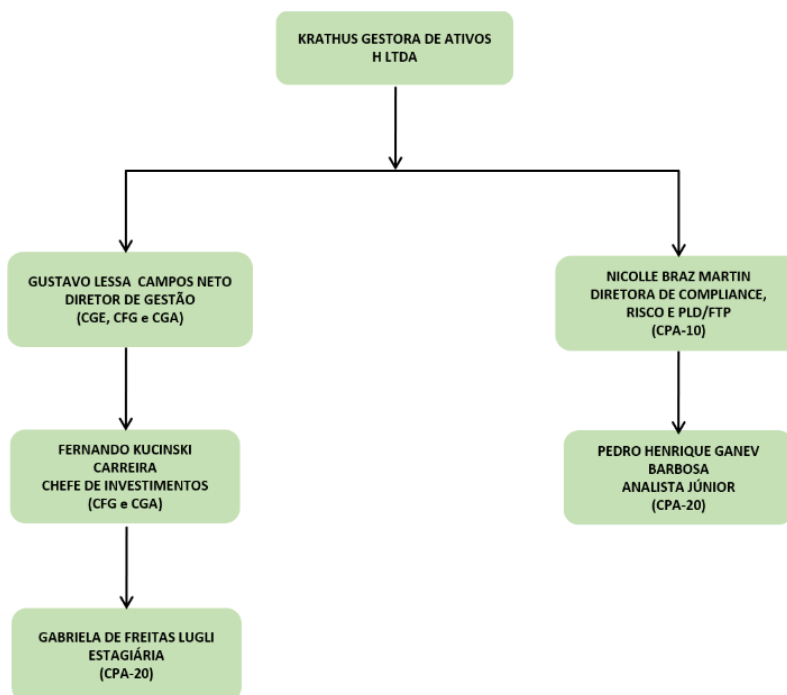 KRATHUS GESTORA DE ATIVOS
H LTDA
GUSTAVO LESSA CAMPOS NETO
DIRETOR DE GESTÃO
(CGE, CFG e CGA)
NICOLLE BRAZ MARTIN
DIRETORA DE COMPLIANCE,
RISCO E PLD/FTP
(CPA-10)
FERNANDO KUCINSKI
CARREIRA
CHEFE DE INVESTIMENTOS
(CFG e CGA)
PEDRO HENRIQUE GANEV
BARBOSA
ANALISTA JÚNIOR
(CPA-20)
GABRIELA DE FREITAS LUGLI
ESTAGIÁRIA
(CPA-20)